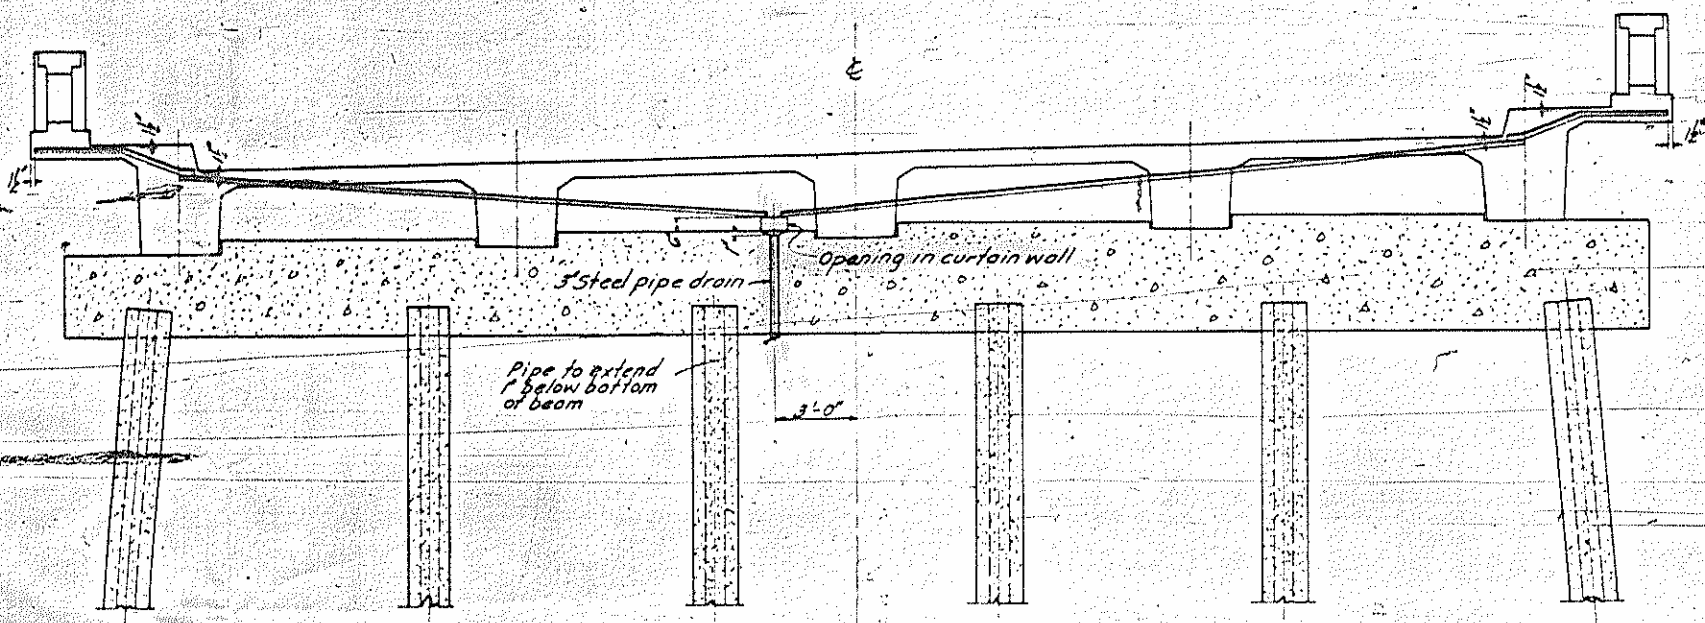 ℄
1½"
1½"
Opening in curtain wall
3" Steel pipe drain
Pipe to extend
1" below bottom
of beam
3'-0"